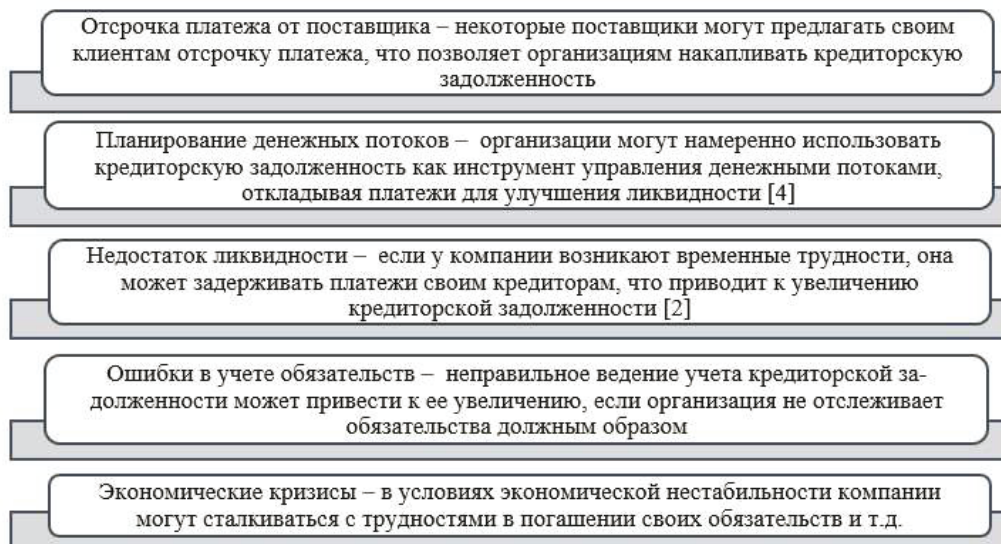 Отсрочка платежа от поставщика – некоторые поставщики могут предлагать своим
клиентам отсрочку платежа, что позволяет организациям накапливать кредиторскую
задолженность
Планирование денежных потоков – организации могут намеренно использовать
кредиторскую задолженность как инструмент управления денежными потоками,
откладывая платежи для улучшения ликвидности [4]
Недостаток ликвидности – если у компании возникают временные трудности, она
может задерживать платежи своим кредиторам, что приводит к увеличению
кредиторской задолженности [2]
Ошибки в учете обязательств – неправильное ведение учета кредиторской за-
долженности может привести к ее увеличению, если организация не отслеживает
обязательства должным образом
Экономические кризисы – в условиях экономической нестабильности компании
могут сталкиваться с трудностями в погашении своих обязательств и т.д.